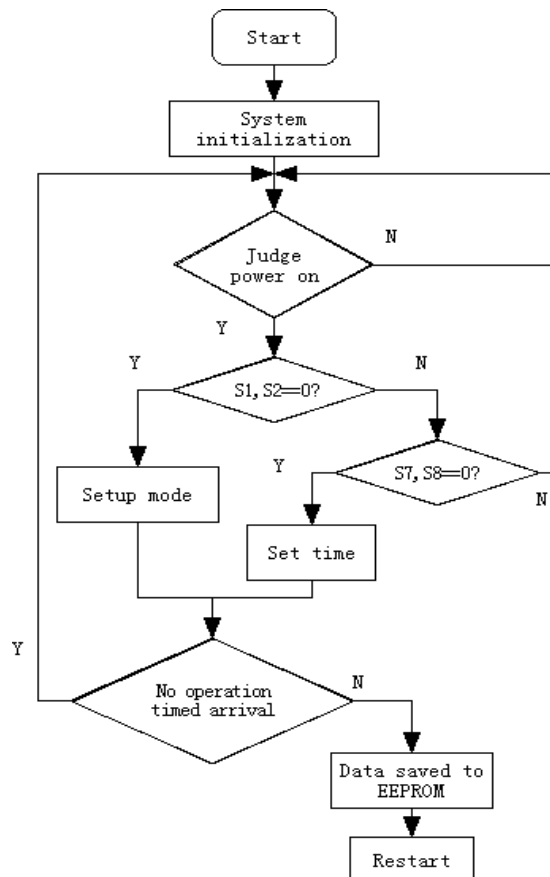 Start
System
initialization
N
Judge
power on
Y
Y
N
S1,S2==0?
Y
S7,S8==0?
Setup mode
N
Set time
Y
No operation
timed arrival
N
Data saved to
EEPROM
Restart